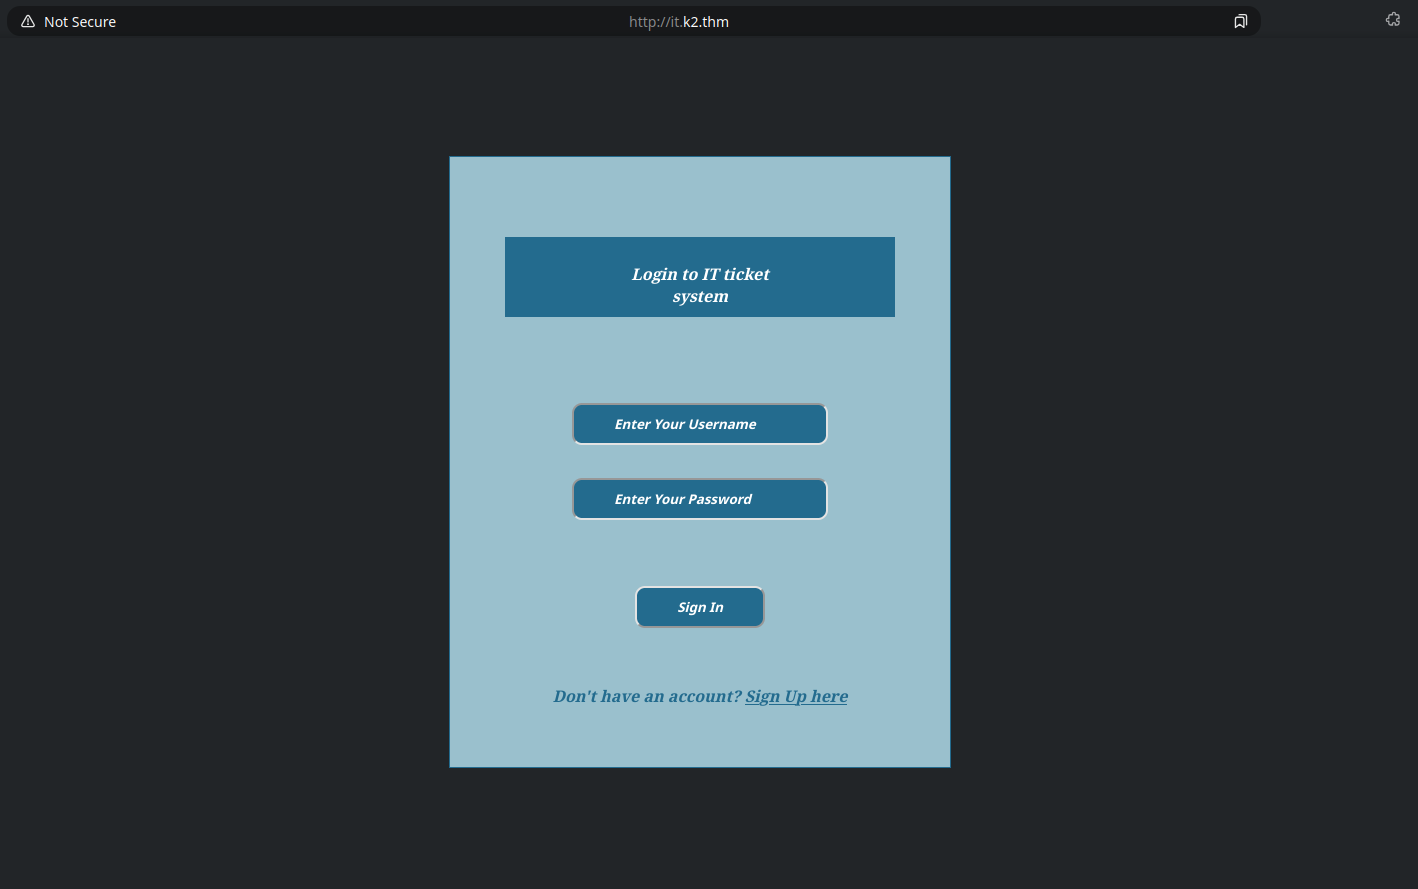 Not Secure
http://it.k2.thm
Login to IT ticket
system
Enter Your Username
Enter Your Password
Sign In
Don't have an account? Sign Up here